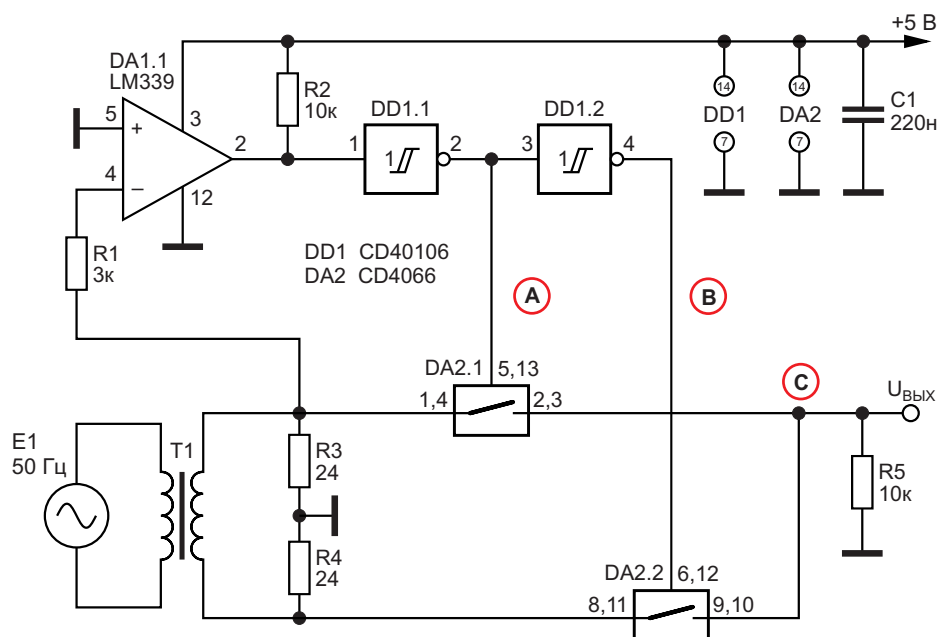 +5 В
DA1.1
LM339
5
+
3
4
–
2
12
R2
10к
DD1.1
1
1
2
DD1.2
3
1
4
14
DD1
7
14
DA2
7
C1
220н
R1
3к
DD1 CD40106
DA2 CD4066
A
B
C
DA2.1
5,13
1,4
2,3
UВЫХ
E1
50 Гц
T1
R3
24
R4
24
R5
10к
DA2.2
6,12
8,11
9,10